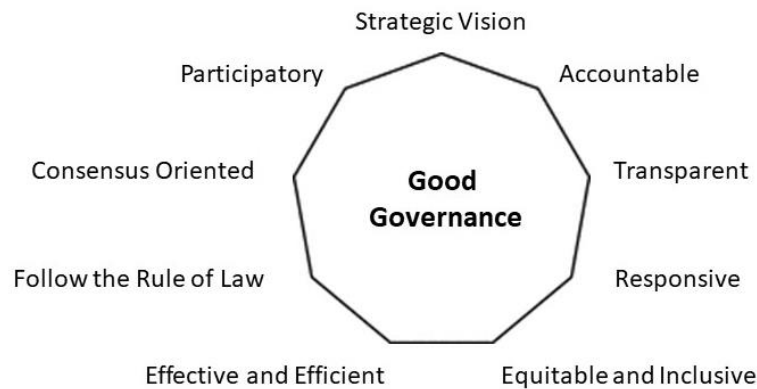 Strategic Vision
Participatory
Accountable
Consensus Oriented
Transparent
Good
Governance
Follow the Rule of Law
Responsive
Effective and Efficient
Equitable and Inclusive